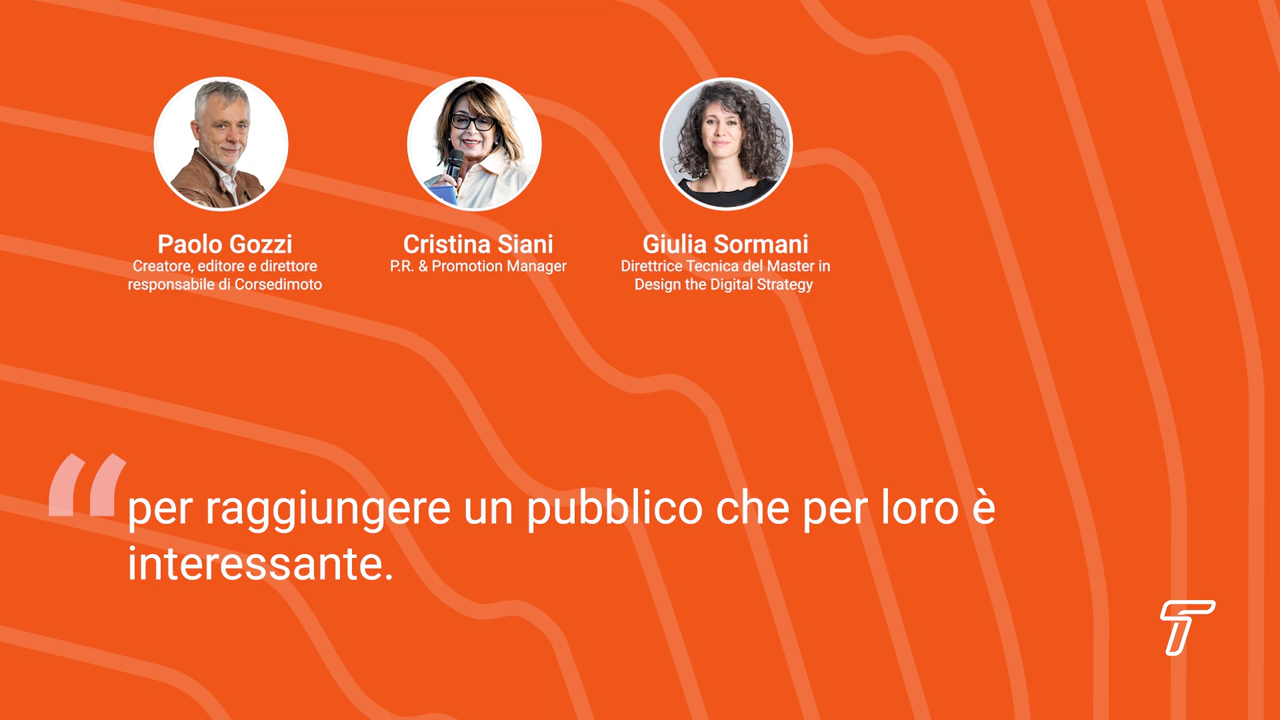 Paolo Gozzi
Creatore, editore e direttore
responsabile di Corsedimoto
Cristina Siani
P.R. & Promotion Manager
Giulia Sormani
Direttrice Tecnica del Master in
Design the Digital Strategy
“per raggiungere un pubblico che per loro è
interessante.